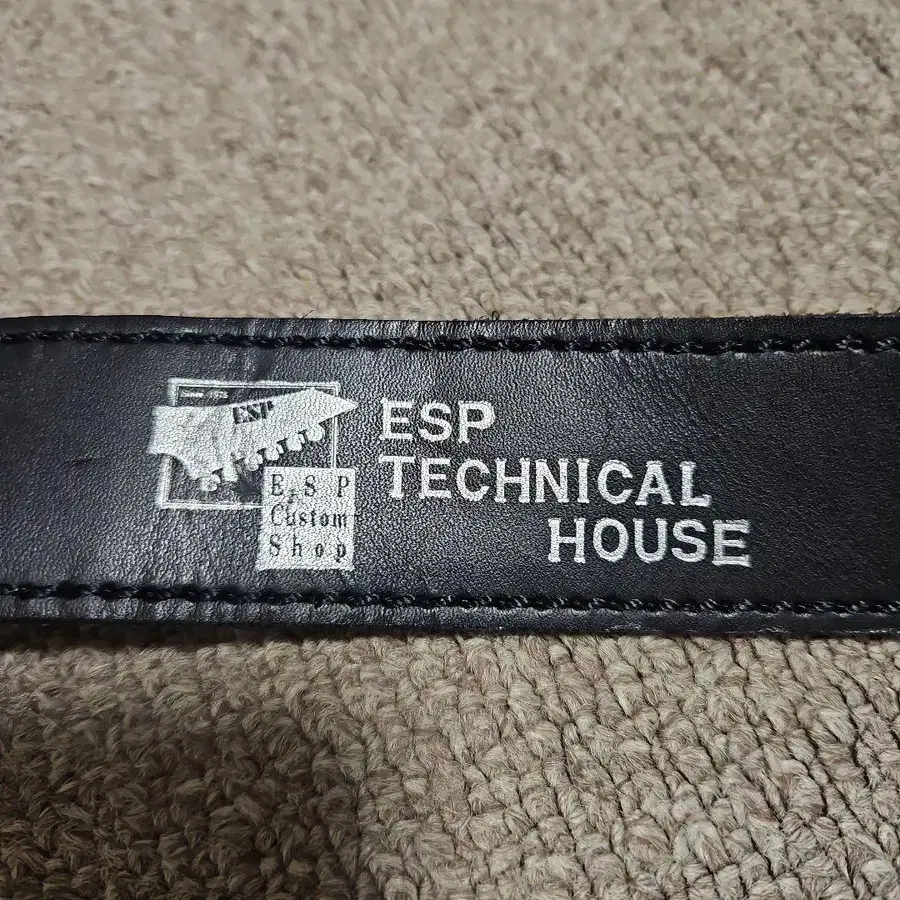 ESP
E.S.P
Custom
Shop
ESP
TECHNICAL
HOUSE